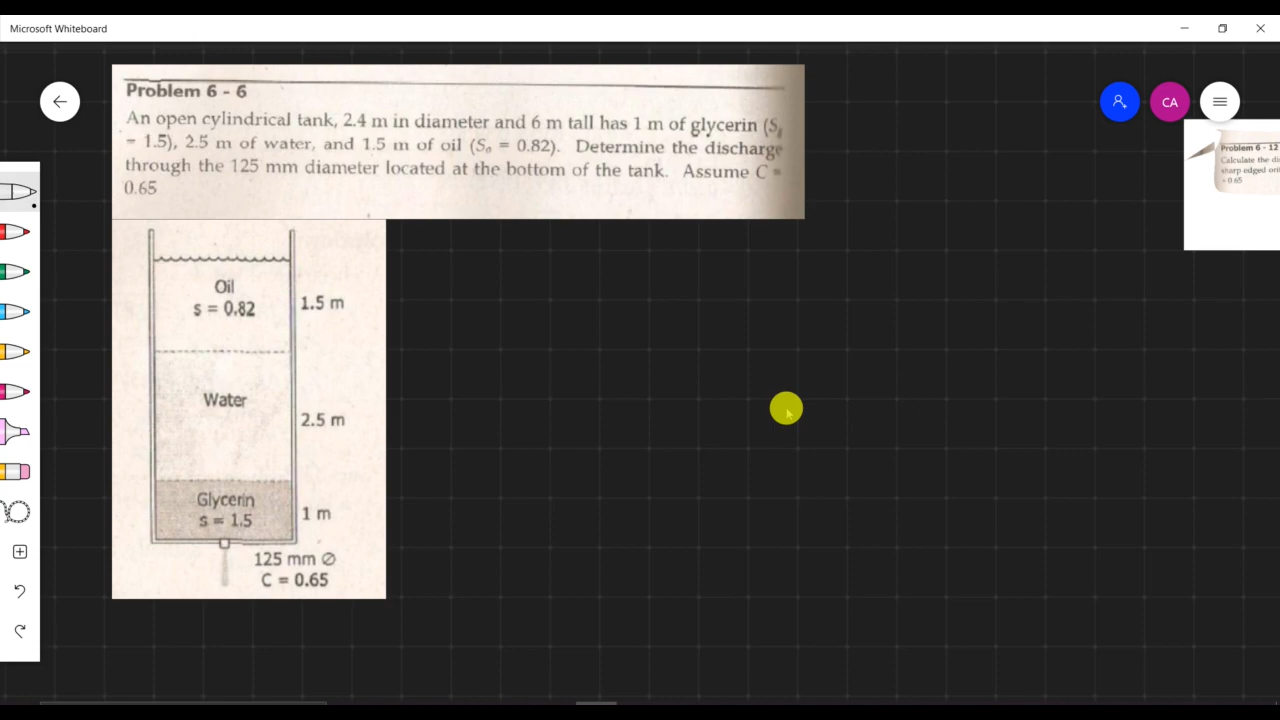 Microsoft Whiteboard
Problem 6 - 6
An open cylindrical tank, 2.4 m in diameter and 6 m tall has 1 m of glycerin (Sg
= 1.5), 2.5 m of water, and 1.5 m of oil (So = 0.82). Determine the discharge
through the 125 mm diameter located at the bottom of the tank. Assume C =
0.65
CA
Problem 6 - 12
Calculate the
sharp edged
= 0.65
Oil
s = 0.82
1.5 m
Water
2.5 m
Glycerin
s = 1.5
1 m
125 mm ∅
C = 0.65